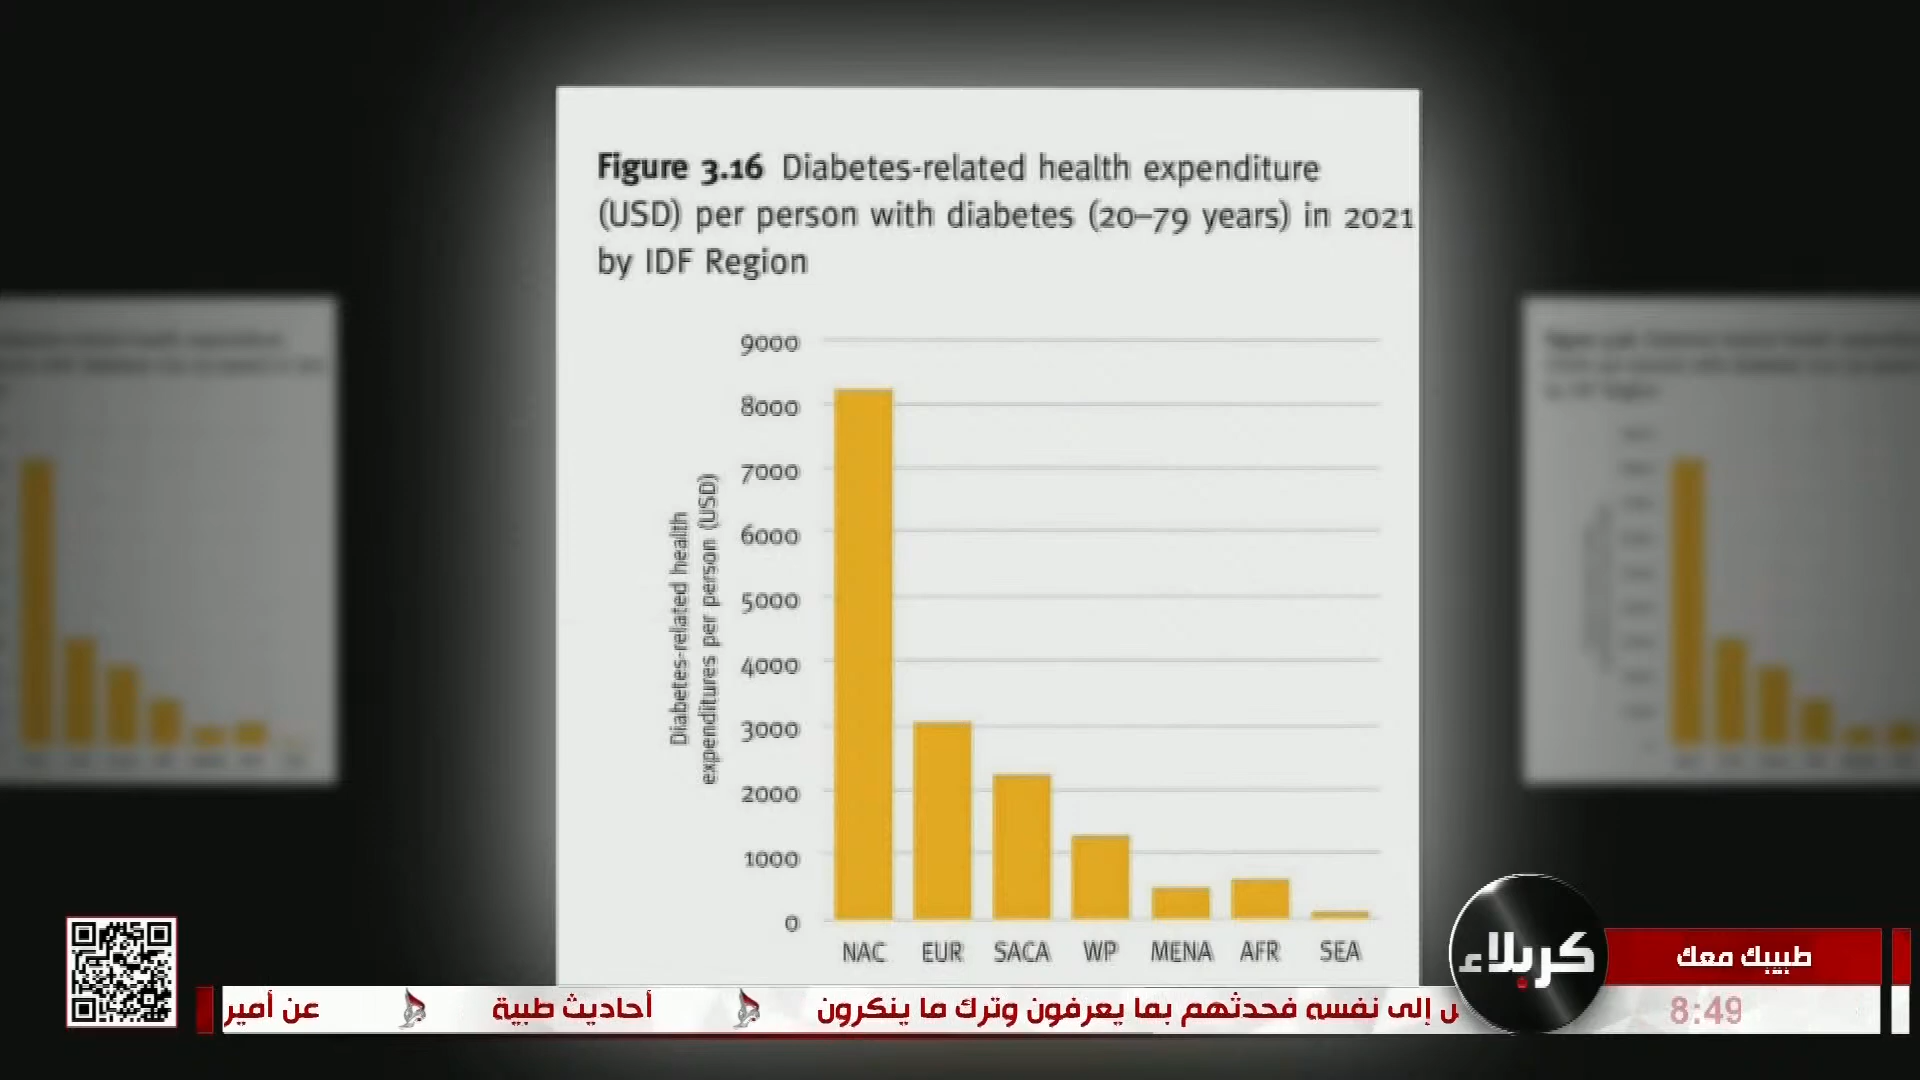 Figure 3.16 Diabetes-related health expenditure
(USD) per person with diabetes (20–79 years) in 2021
by IDF Region
9000
8000
7000
6000
5000
4000
3000
2000
1000
0
Diabetes-related health
expenditures per person (USD)
NAC EUR SACA WP MENA AFR SEA
كربلاء
طبيبك معك
8:49
إلى نفسه فحدثهم بما يعرفون وترك ما ينكرون
أحاديث طبية
عن أمير